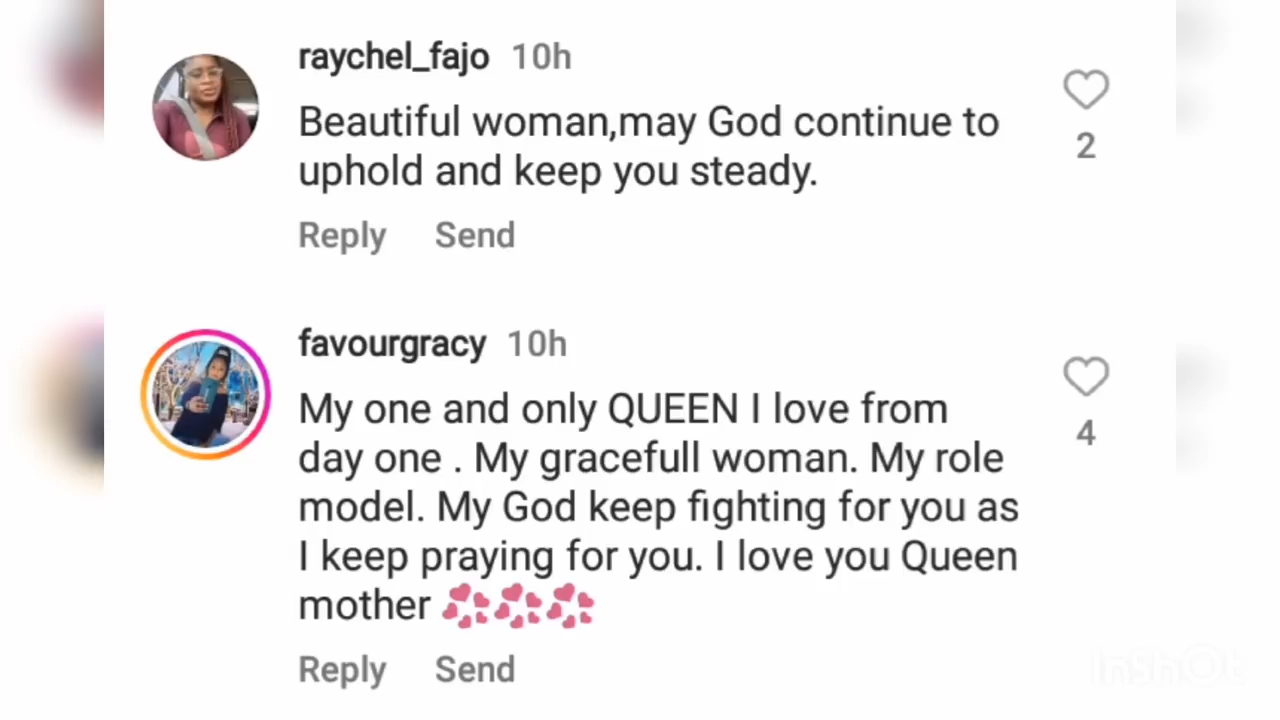 raychel_fajo 10h
Beautiful woman,may God continue to
uphold and keep you steady.
2
Reply Send
favourgracy 10h
My one and only QUEEN I love from
day one . My gracefull woman. My role
model. My God keep fighting for you as
I keep praying for you. I love you Queen
mother 💞💞💞
4
Reply Send
InShOt